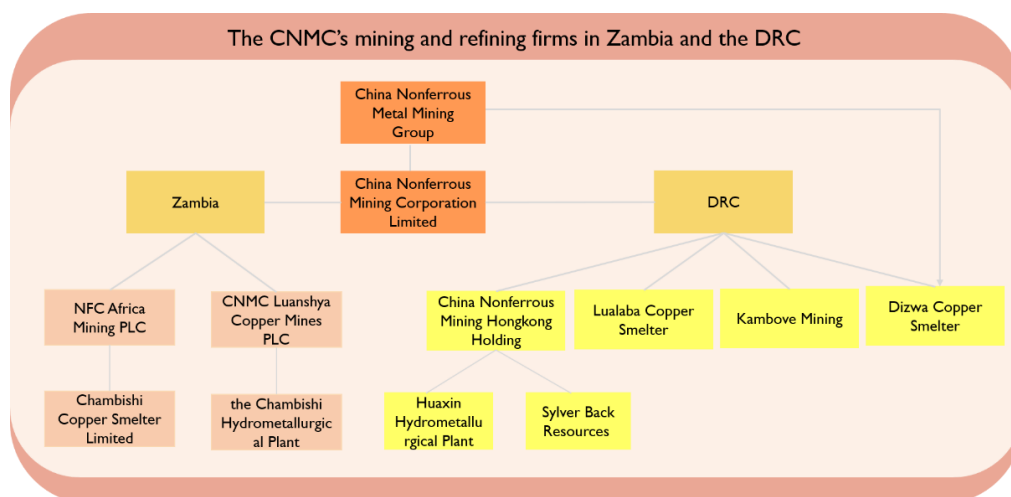 The CNMC's mining and refining firms in Zambia and the DRC
China Nonferrous
Metal Mining
Group
Zambia
China Nonferrous
Mining Corporation
Limited
DRC
NFC Africa
Mining PLC
CNMC Luanshya
Copper Mines
PLC
China Nonferrous
Mining Hongkong
Holding
Lualaba Copper
Smelter
Kambove Mining
Dizwa Copper
Smelter
Chambishi
Copper Smelter
Limited
the Chambishi
Hydrometallurgic
al Plant
Huaxin
Hydrometallu
rgical Plant
Sylver Back
Resources